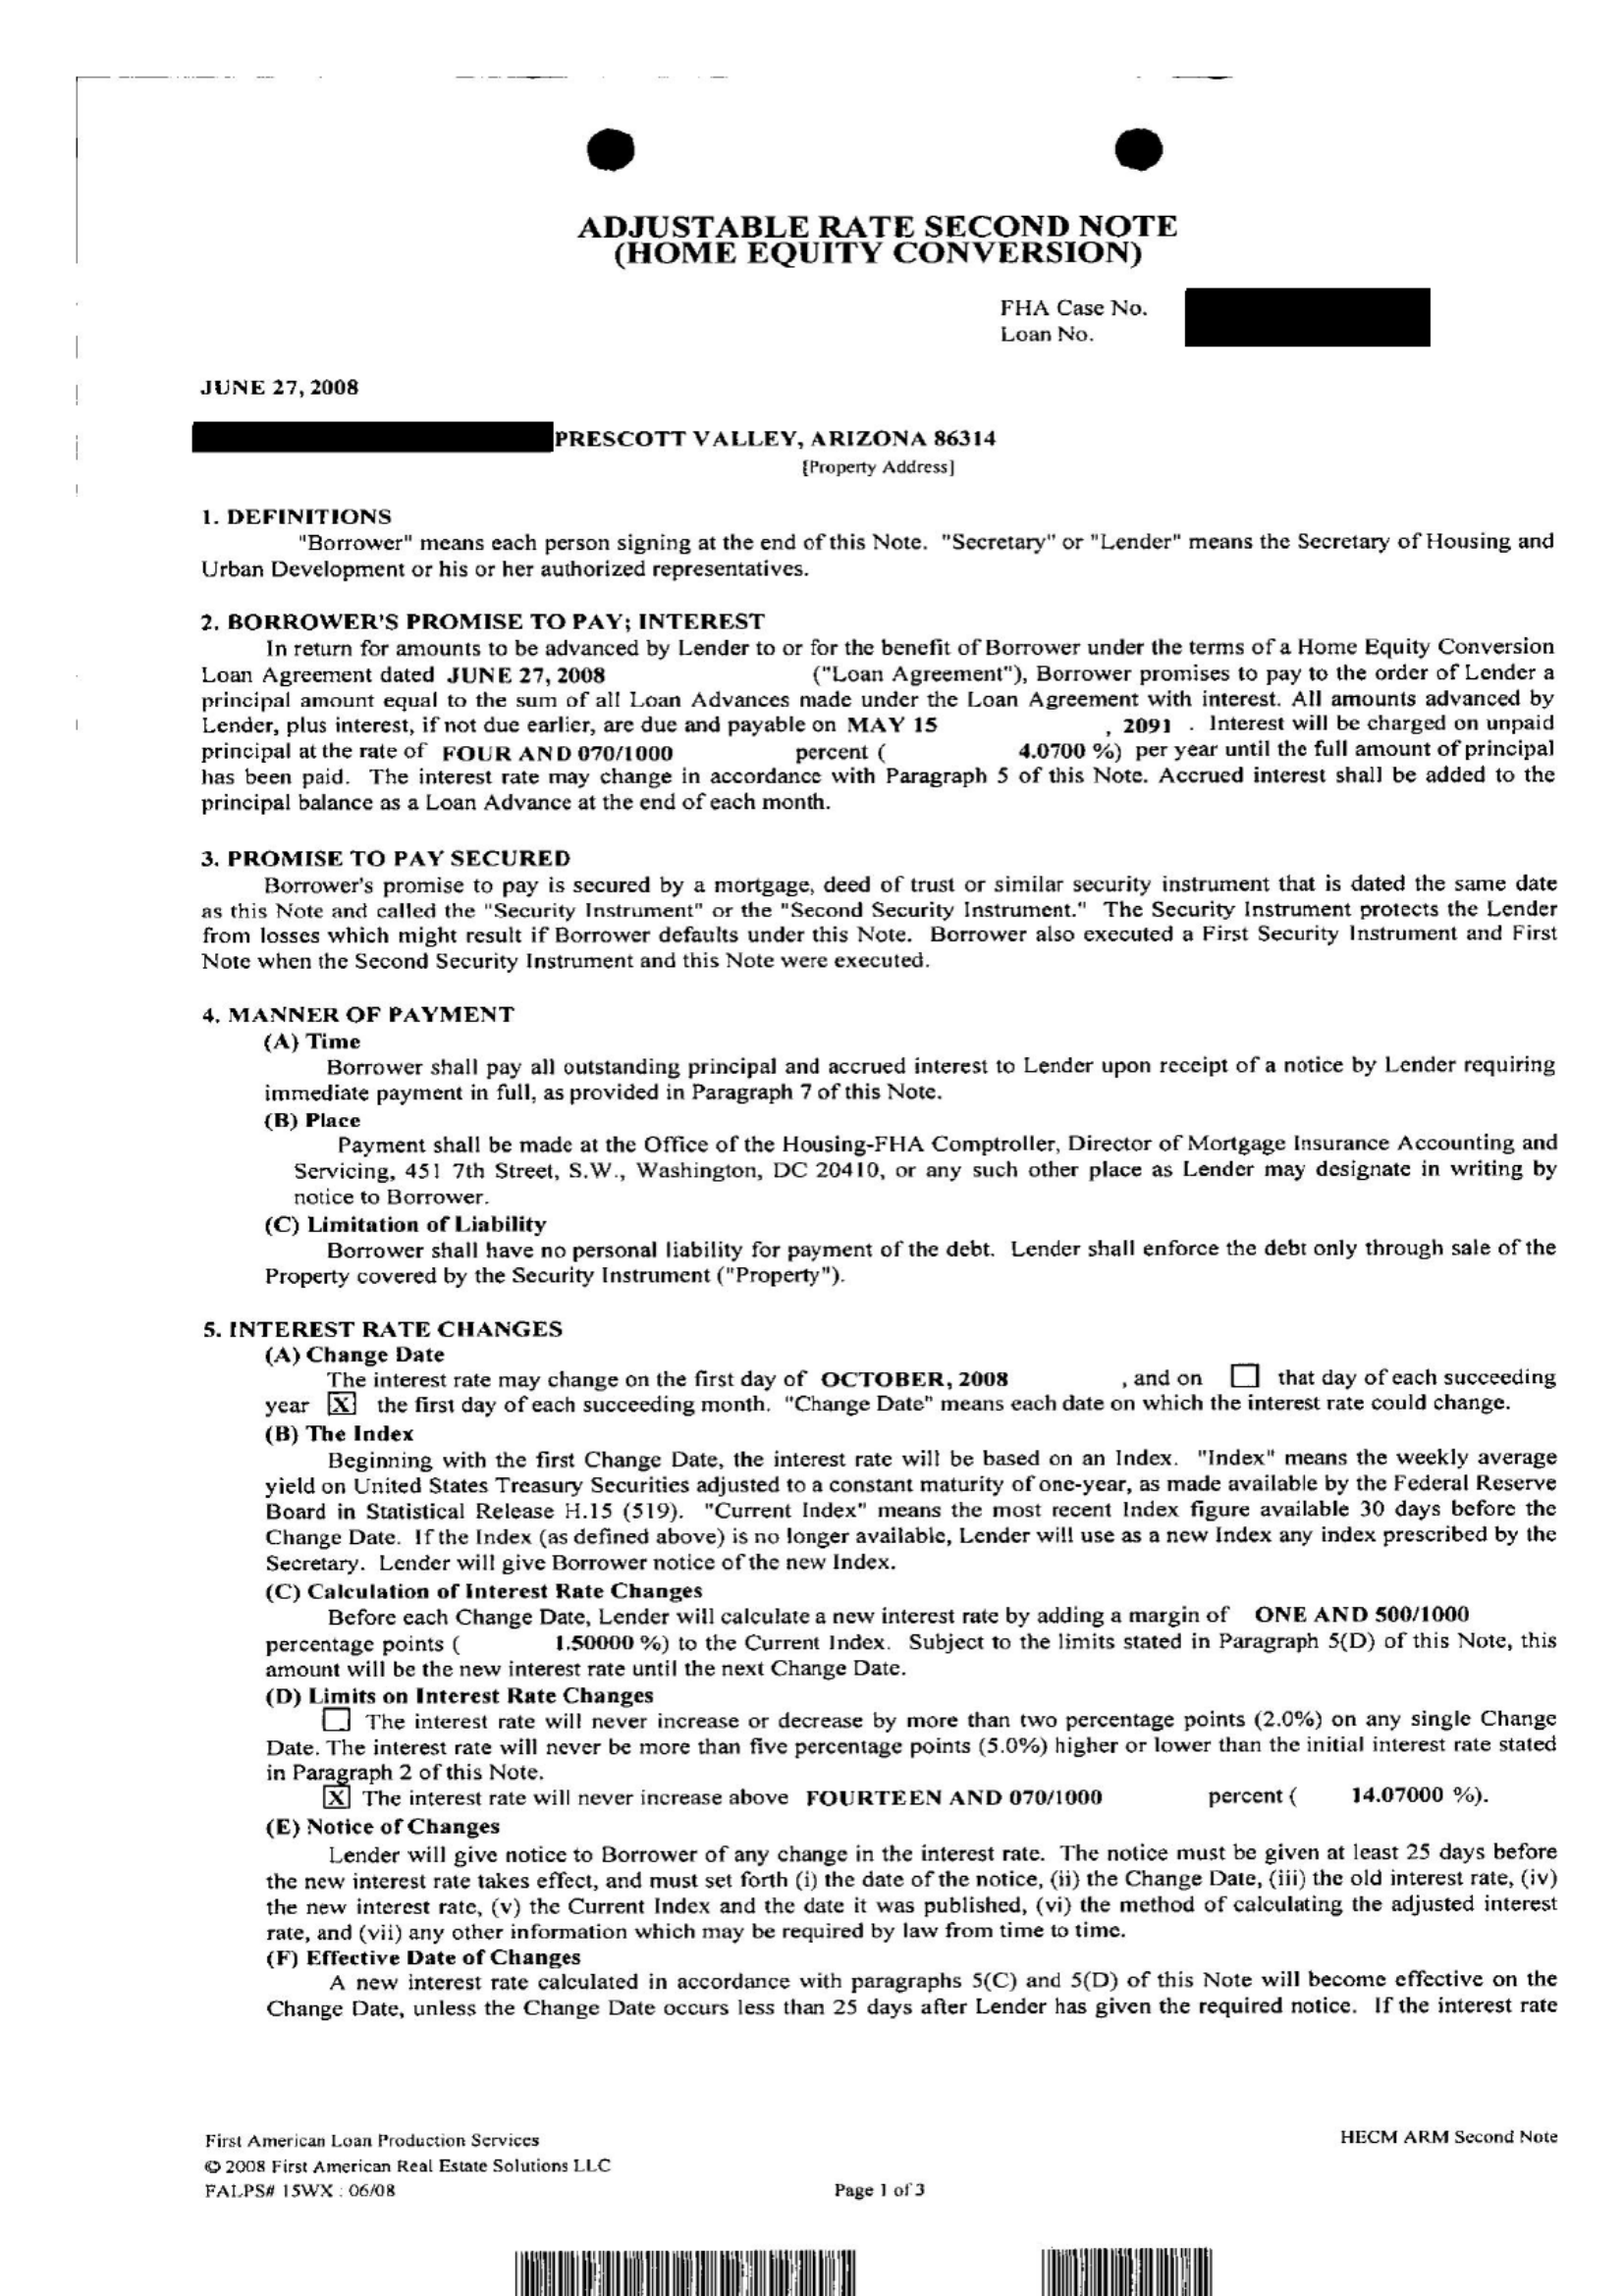 ADJUSTABLE RATE SECOND NOTE
(HOME EQUITY CONVERSION)
FHA Case No.
Loan No.
JUNE 27, 2008
PRESCOTT VALLEY, ARIZONA 86314
[Property Address]
1. DEFINITIONS
"Borrower" means each person signing at the end of this Note. "Secretary" or "Lender" means the Secretary of Housing and
Urban Development or his or her authorized representatives.
2. BORROWER'S PROMISE TO PAY; INTEREST
In return for amounts to be advanced by Lender to or for the benefit of Borrower under the terms of a Home Equity Conversion
Loan Agreement dated JUNE 27, 2008 ("Loan Agreement"), Borrower promises to pay to the order of Lender a
principal amount equal to the sum of all Loan Advances made under the Loan Agreement with interest. All amounts advanced by
Lender, plus interest, if not due earlier, are due and payable on MAY 15 , 2091 . Interest will be charged on unpaid
principal at the rate of FOUR AND 070/1000 percent ( 4.0700 %) per year until the full amount of principal
has been paid. The interest rate may change in accordance with Paragraph 5 of this Note. Accrued interest shall be added to the
principal balance as a Loan Advance at the end of each month.
3. PROMISE TO PAY SECURED
Borrower's promise to pay is secured by a mortgage, deed of trust or similar security instrument that is dated the same date
as this Note and called the "Security Instrument" or the "Second Security Instrument." The Security Instrument protects the Lender
from losses which might result if Borrower defaults under this Note. Borrower also executed a First Security Instrument and First
Note when the Second Security Instrument and this Note were executed.
4. MANNER OF PAYMENT
(A) Time
Borrower shall pay all outstanding principal and accrued interest to Lender upon receipt of a notice by Lender requiring
immediate payment in full, as provided in Paragraph 7 of this Note.
(B) Place
Payment shall be made at the Office of the Housing-FHA Comptroller, Director of Mortgage Insurance Accounting and
Servicing, 451 7th Street, S.W., Washington, DC 20410, or any such other place as Lender may designate in writing by
notice to Borrower.
(C) Limitation of Liability
Borrower shall have no personal liability for payment of the debt. Lender shall enforce the debt only through sale of the
Property covered by the Security Instrument ("Property").
5. INTEREST RATE CHANGES
(A) Change Date
The interest rate may change on the first day of OCTOBER, 2008 , and on that day of each succeeding
year X the first day of each succeeding month. "Change Date" means each date on which the interest rate could change.
(B) The Index
Beginning with the first Change Date, the interest rate will be based on an Index. "Index" means the weekly average
yield on United States Treasury Securities adjusted to a constant maturity of one-year, as made available by the Federal Reserve
Board in Statistical Release H.15 (519). "Current Index" means the most recent Index figure available 30 days before the
Change Date. If the Index (as defined above) is no longer available, Lender will use as a new Index any index prescribed by the
Secretary. Lender will give Borrower notice of the new Index.
(C) Calculation of Interest Rate Changes
Before each Change Date, Lender will calculate a new interest rate by adding a margin of ONE AND 500/1000
percentage points ( 1.50000 %) to the Current Index. Subject to the limits stated in Paragraph 5(D) of this Note, this
amount will be the new interest rate until the next Change Date.
(D) Limits on Interest Rate Changes
The interest rate will never increase or decrease by more than two percentage points (2.0%) on any single Change
Date. The interest rate will never be more than five percentage points (5.0%) higher or lower than the initial interest rate stated
in Paragraph 2 of this Note.
X The interest rate will never increase above FOURTEEN AND 070/1000 percent ( 14.07000 %).
(E) Notice of Changes
Lender will give notice to Borrower of any change in the interest rate. The notice must be given at least 25 days before
the new interest rate takes effect, and must set forth (i) the date of the notice, (ii) the Change Date, (iii) the old interest rate, (iv)
the new interest rate, (v) the Current Index and the date it was published, (vi) the method of calculating the adjusted interest
rate, and (vii) any other information which may be required by law from time to time.
(F) Effective Date of Changes
A new interest rate calculated in accordance with paragraphs 5(C) and 5(D) of this Note will become effective on the
Change Date, unless the Change Date occurs less than 25 days after Lender has given the required notice. If the interest rate
First American Loan Production Services
© 2008 First American Real Estate Solutions LLC
FALPS# 15WX : 06/08
HECM ARM Second Note
Page 1 of 3